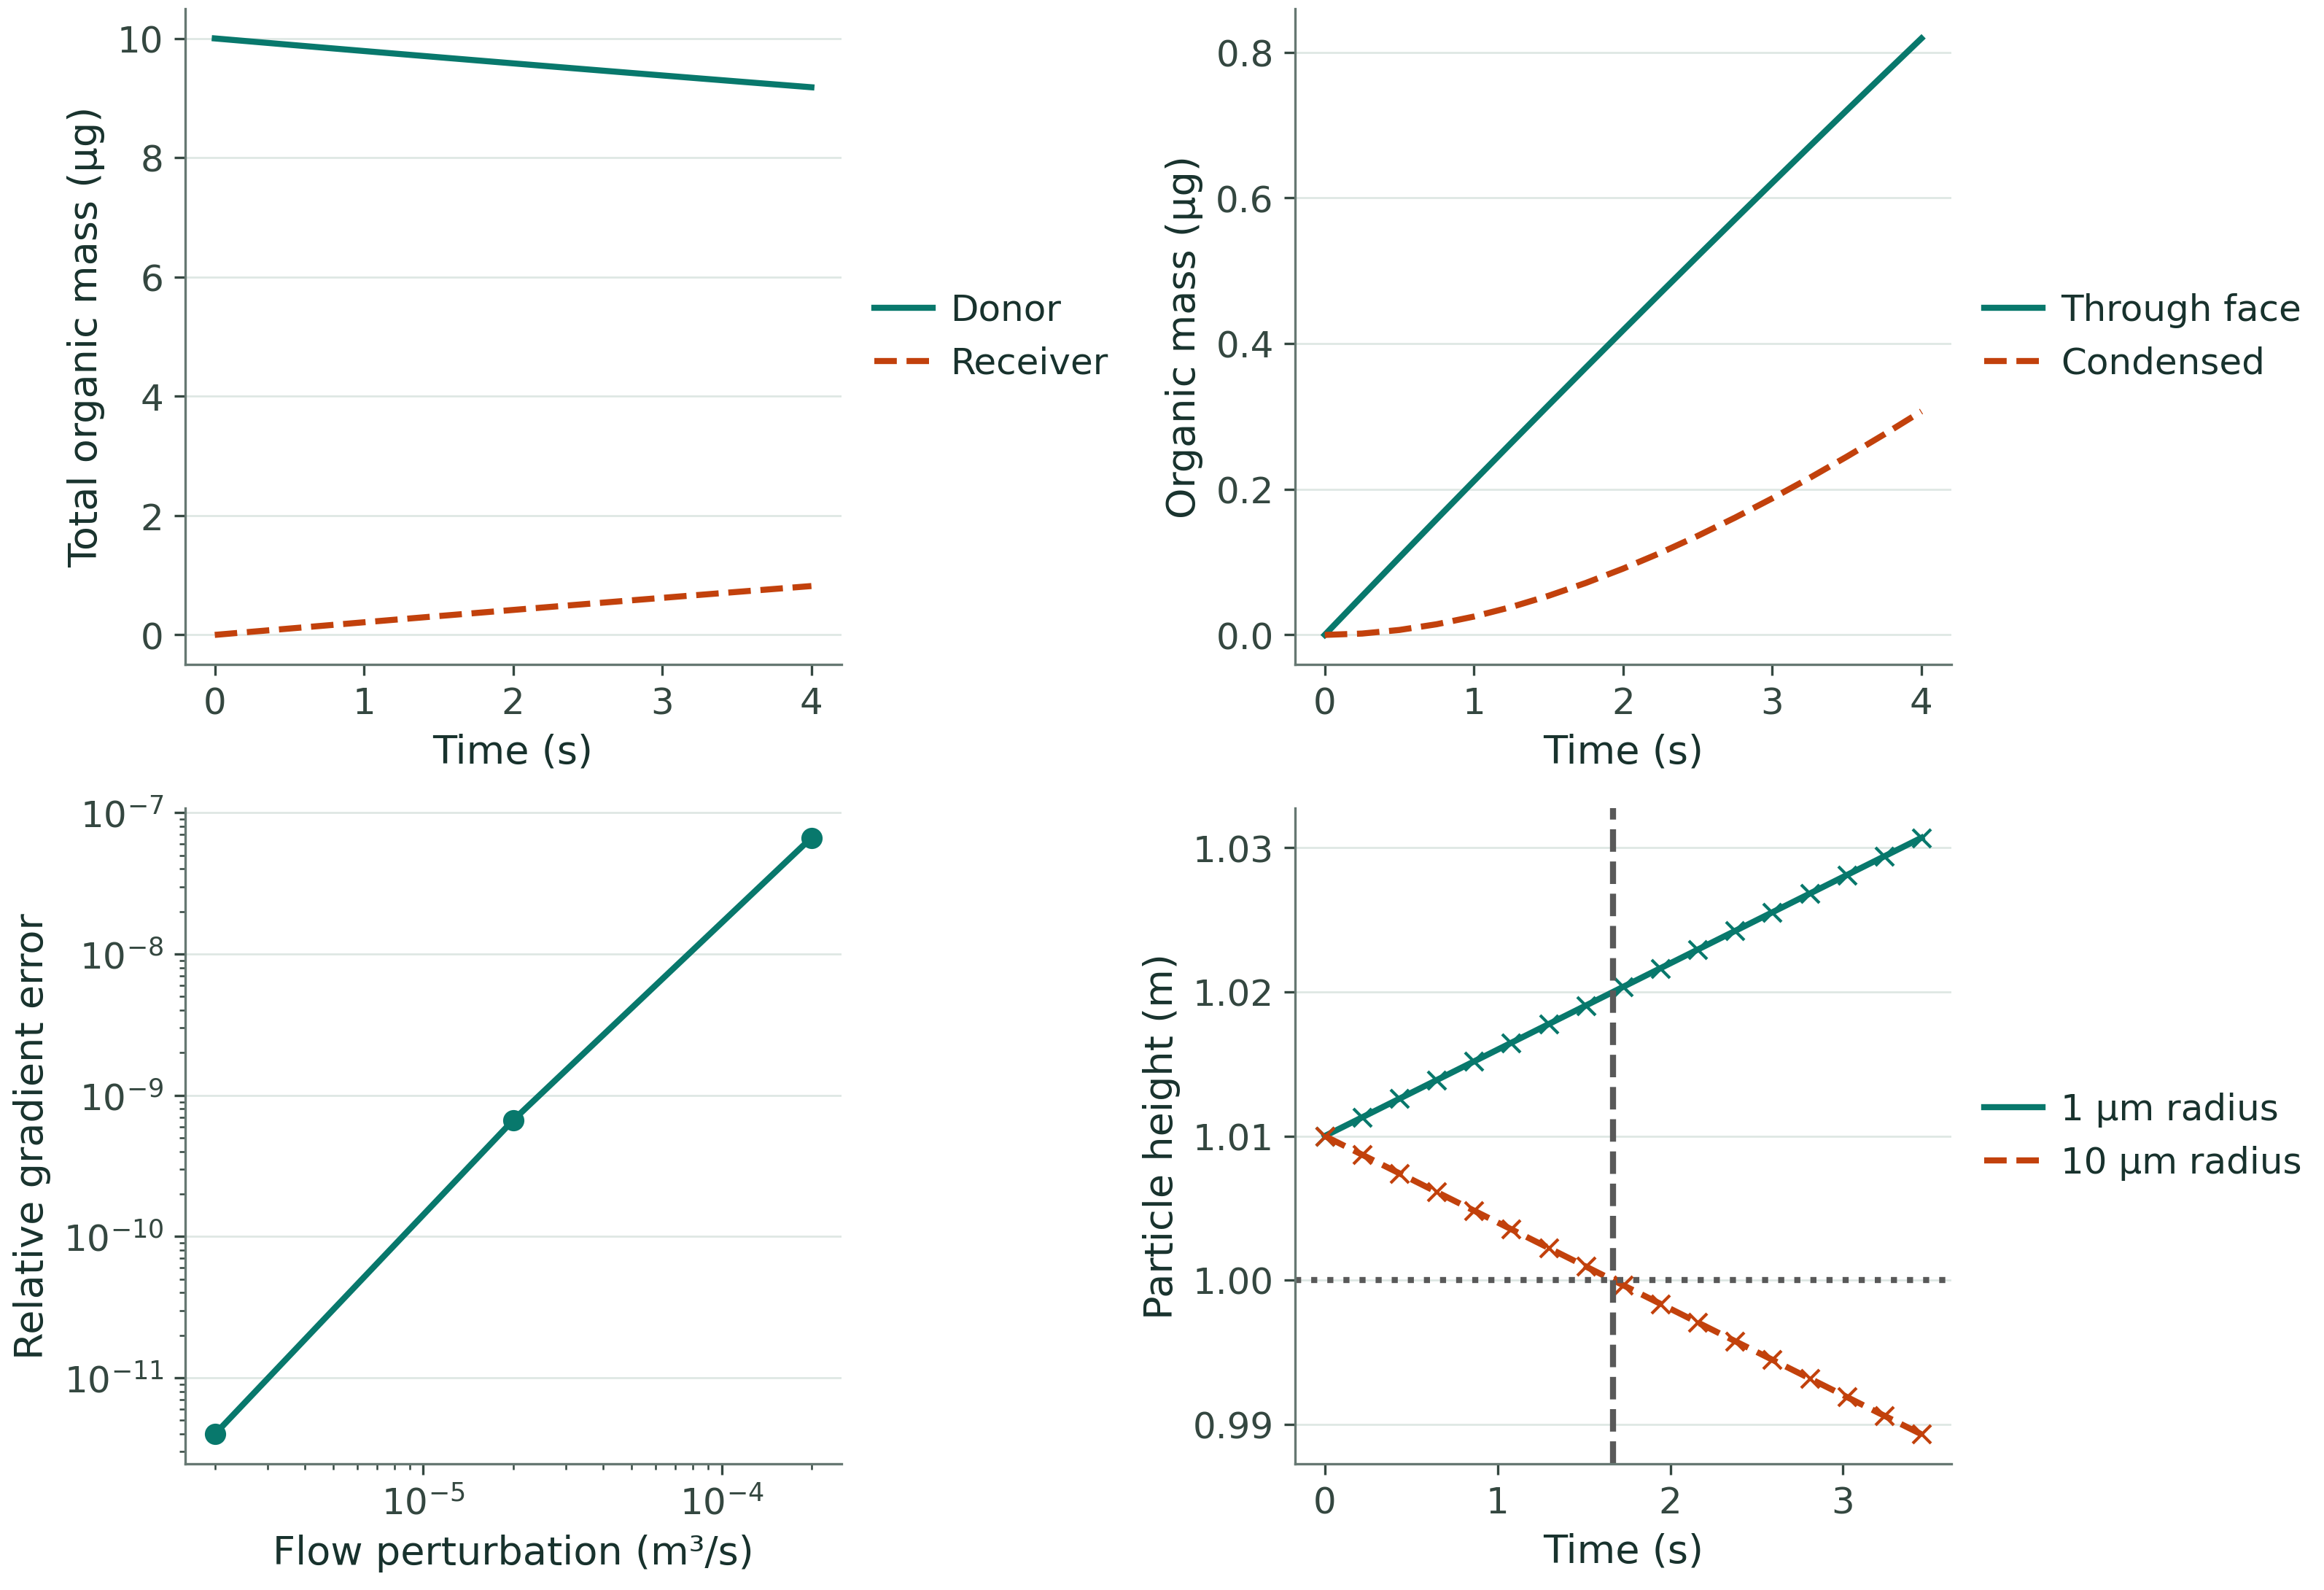 Total organic mass (µg)
10
8
6
4
2
0
0 1 2 3 4
Time (s)
Donor
Receiver
Organic mass (µg)
0.8
0.6
0.4
0.2
0.0
0 1 2 3 4
Time (s)
Through face
Condensed
Relative gradient error
10⁻⁷
10⁻⁸
10⁻⁹
10⁻¹⁰
10⁻¹¹
10⁻⁵ 10⁻⁴
Flow perturbation (m³/s)
Particle height (m)
1.03
1.02
1.01
1.00
0.99
0 1 2 3
Time (s)
1 µm radius
10 µm radius